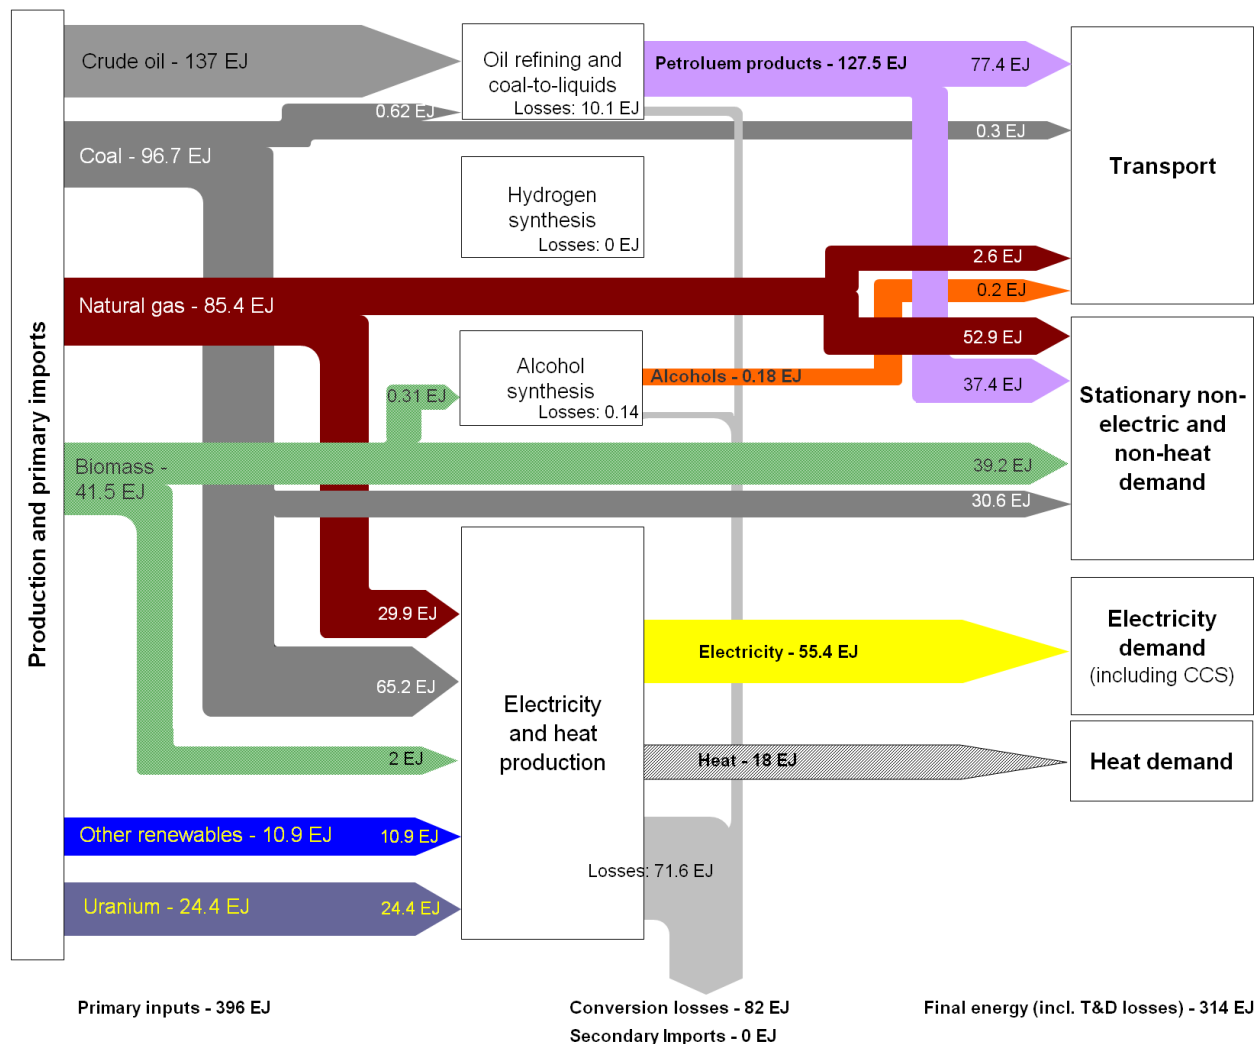 Production and primary imports
Crude oil - 137 EJ
Oil refining and
coal-to-liquids
Losses: 10.1 EJ
Petroluem products - 127.5 EJ
77.4 EJ
0.62 EJ
0.3 EJ
Coal - 96.7 EJ
Transport
Hydrogen
synthesis
Losses: 0 EJ
2.6 EJ
0.2 EJ
Natural gas - 85.4 EJ
52.9 EJ
Alcohol
synthesis
Losses: 0.14
Alcohols - 0.18 EJ
37.4 EJ
0.31 EJ
Stationary non-
electric and
non-heat
demand
Biomass -
41.5 EJ
39.2 EJ
30.6 EJ
29.9 EJ
65.2 EJ
2 EJ
Electricity
and heat
production
Electricity - 55.4 EJ
Electricity
demand
(including CCS)
Heat - 18 EJ
Heat demand
Other renewables - 10.9 EJ
10.9 EJ
Losses: 71.6 EJ
Uranium - 24.4 EJ
24.4 EJ
Primary inputs - 396 EJ
Conversion losses - 82 EJ
Final energy (incl. T&D losses) - 314 EJ
Secondary Imports - 0 EJ